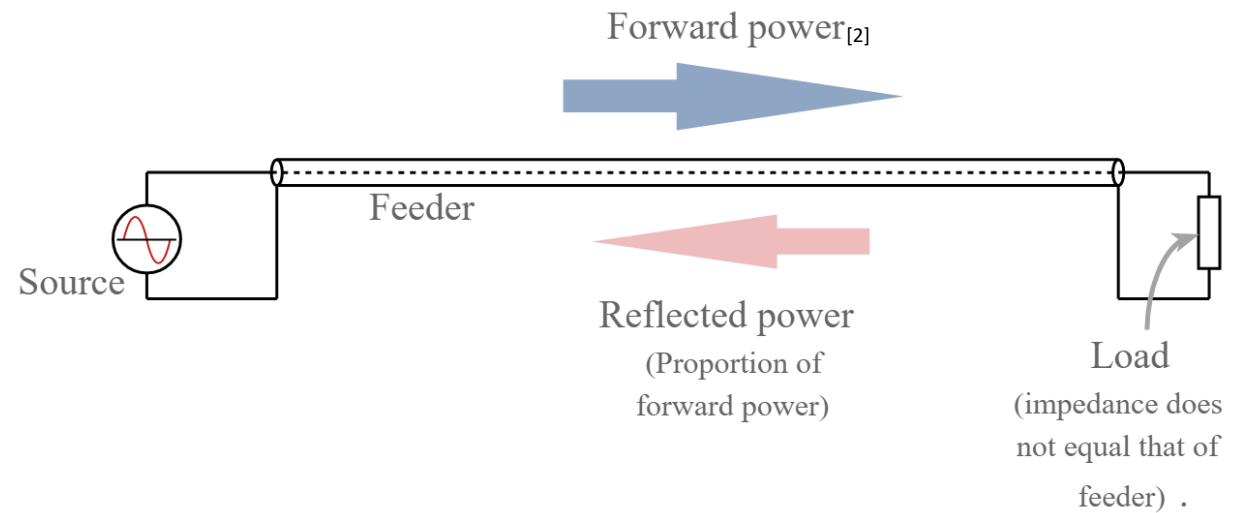 Forward power[2]
Feeder
Source
Reflected power
(Proportion of
forward power)
Load
(impedance does
not equal that of
feeder) .